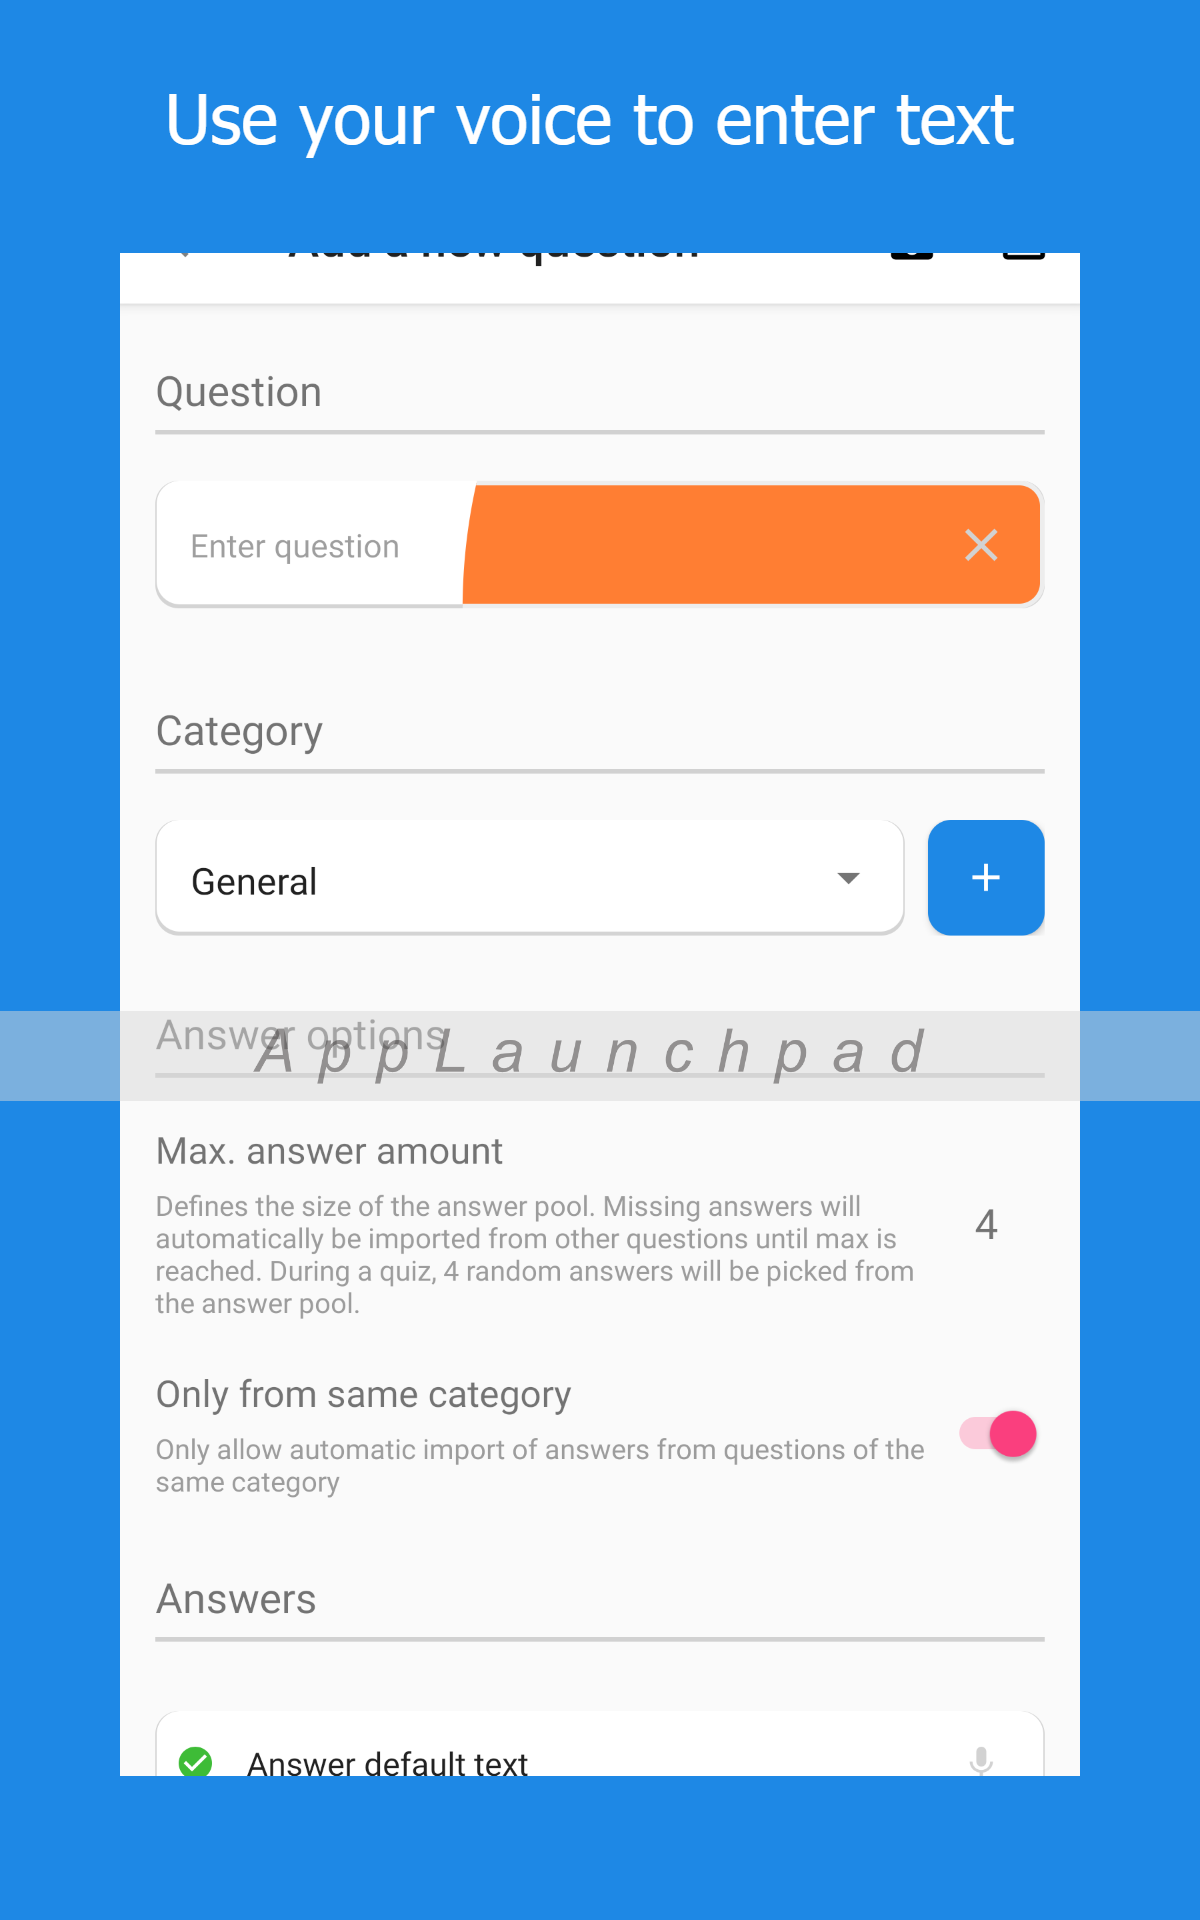 Use your voice to enter text
Add a new question
Question
Enter question
Category
General
Answer options
AppLaunchpad
Max. answer amount
Defines the size of the answer pool. Missing answers will
automatically be imported from other questions until max is
reached. During a quiz, 4 random answers will be picked from
the answer pool.
4
Only from same category
Only allow automatic import of answers from questions of the
same category
Answers
Answer default text